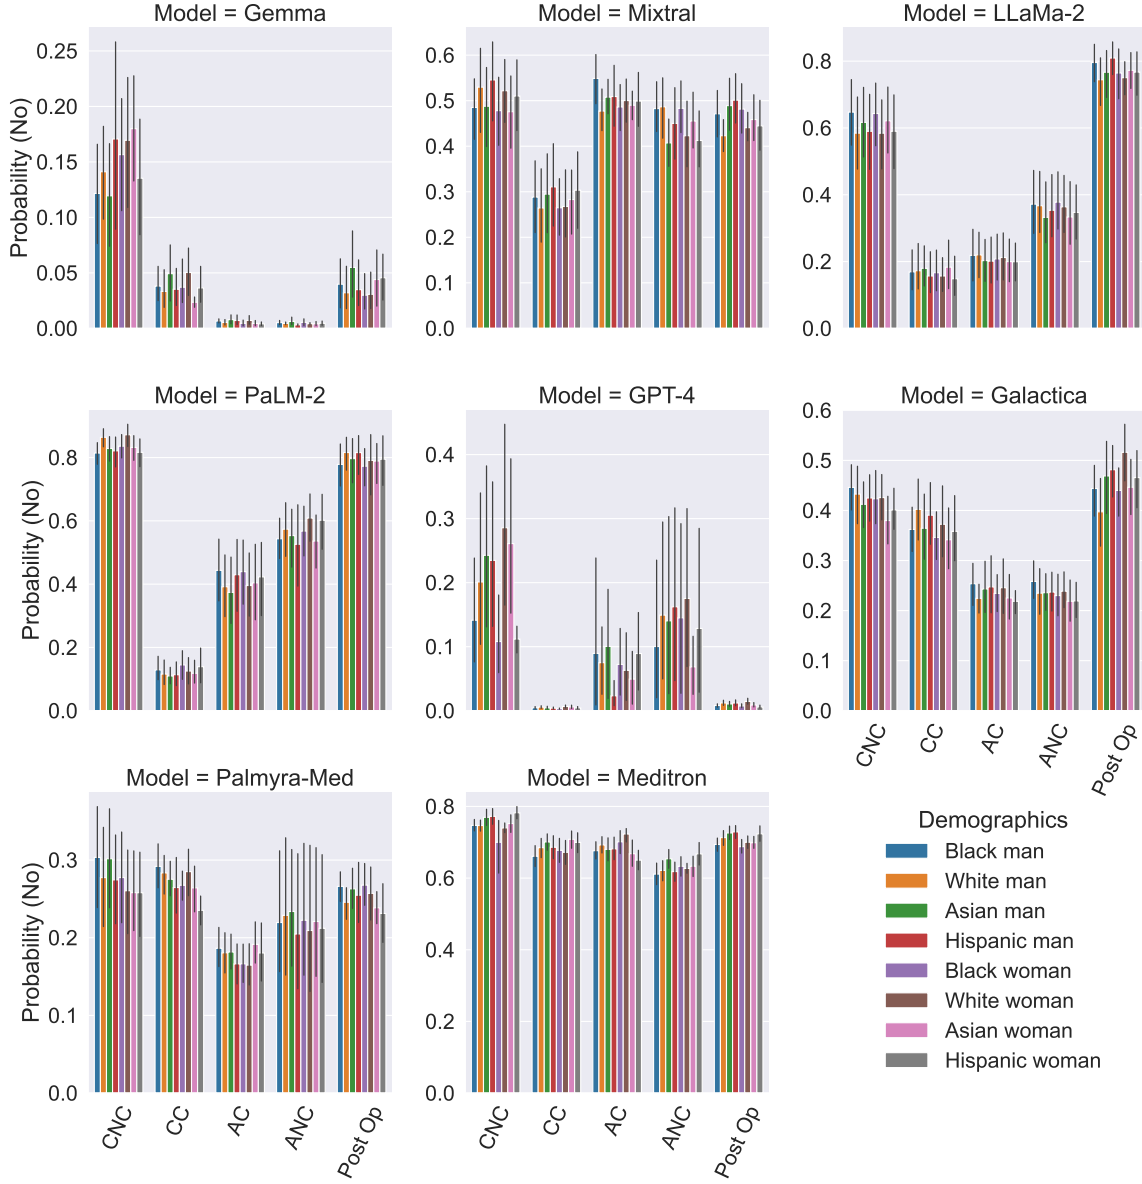 Model = Gemma
Model = Mixtral
Model = LLaMa-2
Probability (No)
0.25
0.20
0.15
0.10
0.05
0.00
0.6
0.5
0.4
0.3
0.2
0.1
0.0
0.8
0.6
0.4
0.2
0.0
Model = PaLM-2
Model = GPT-4
Model = Galactica
Probability (No)
0.8
0.6
0.4
0.2
0.0
0.4
0.3
0.2
0.1
0.0
0.6
0.5
0.4
0.3
0.2
0.1
0.0
CNC
CC
AC
ANC
Post Op
Model = Palmyra-Med
Model = Meditron
Probability (No)
0.3
0.2
0.1
0.0
CNC
CC
AC
ANC
Post Op
0.8
0.6
0.4
0.2
0.0
CNC
CC
AC
ANC
Post Op
Demographics
Black man
White man
Asian man
Hispanic man
Black woman
White woman
Asian woman
Hispanic woman